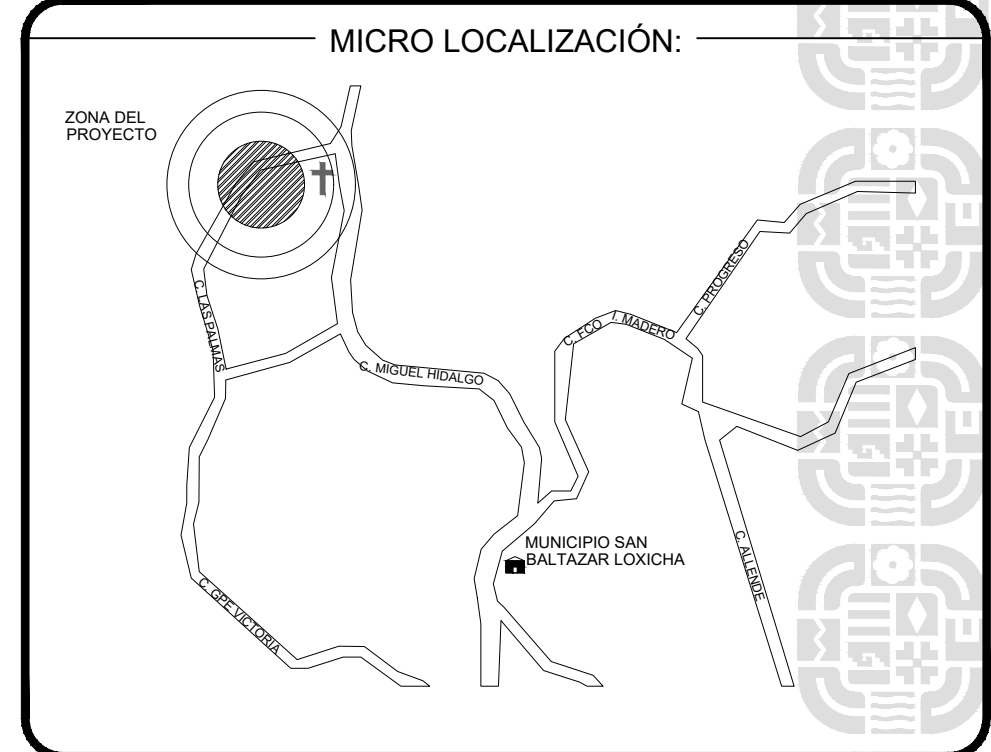 MICRO LOCALIZACIÓN:
ZONA DEL
PROYECTO
C. PROGRESO
C. FCO I. MADERO
C. LAS PALMAS
C. MIGUEL HIDALGO
MUNICIPIO SAN
BALTAZAR LOXICHA
C. ALLENDE
C. GPE VICTORIA